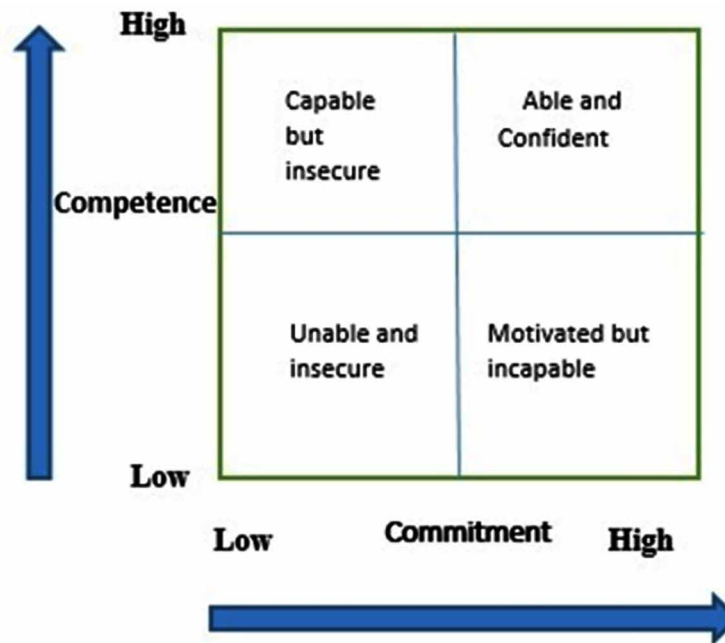 High
Capable
but
insecure
Able and
Confident
Competence
Unable and
insecure
Motivated but
incapable
Low
Low
Commitment
High